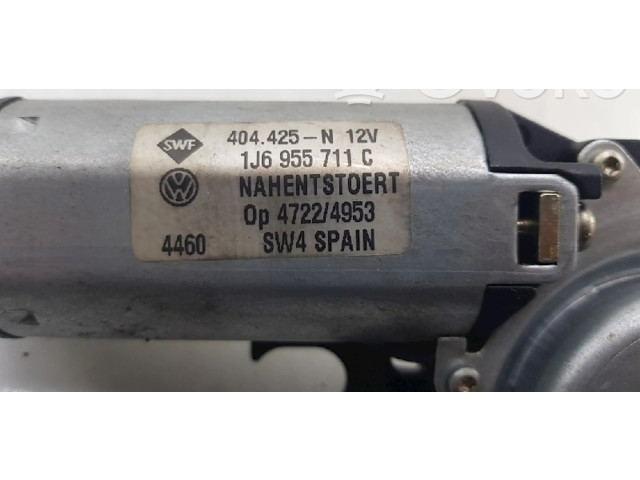 SWF 404.425-N 12V
1J6 955 711 C
NAHENTSTOERT
Op 4722/4953
4460 SW4 SPAIN